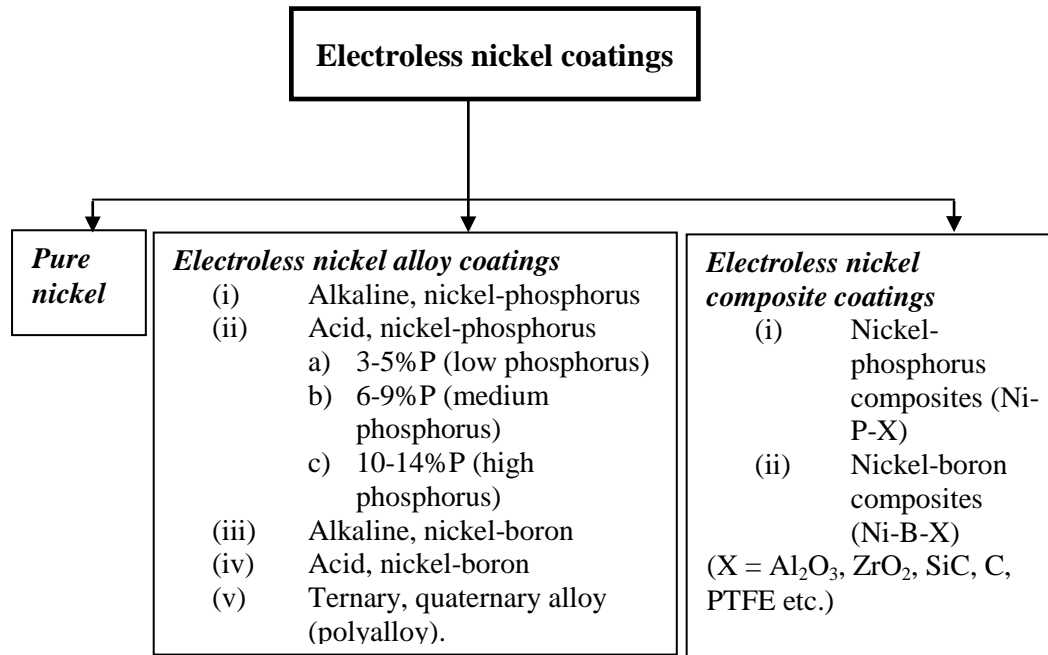 Electroless nickel coatings
Pure
nickel
Electroless nickel alloy coatings
(i) Alkaline, nickel-phosphorus
(ii) Acid, nickel-phosphorus
a) 3-5%P (low phosphorus)
b) 6-9%P (medium
phosphorus)
c) 10-14%P (high
phosphorus)
(iii) Alkaline, nickel-boron
(iv) Acid, nickel-boron
(v) Ternary, quaternary alloy
(polyalloy).
Electroless nickel
composite coatings
(i) Nickel-
phosphorus
composites (Ni-
P-X)
(ii) Nickel-boron
composites
(Ni-B-X)
(X = Al₂O₃, ZrO₂, SiC, C,
PTFE etc.)